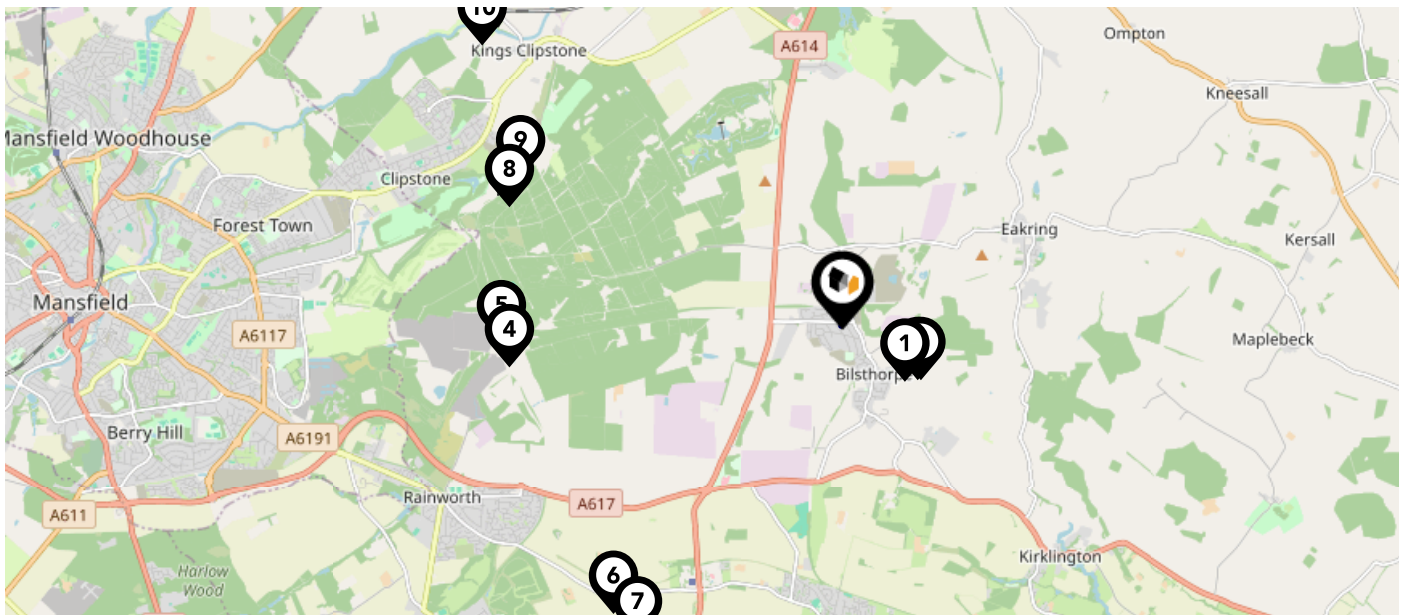 10
Kings Clipstone
A614
Ompton
Kneesall
Mansfield Woodhouse
9
8
Clipstone
Forest Town
Eakring
Kersall
Mansfield
5
4
A6117
1
Maplebeck
Bilsthorpe
Berry Hill
A6191
Rainworth
A617
A611
Kirklington
Harlow
Wood
6
7